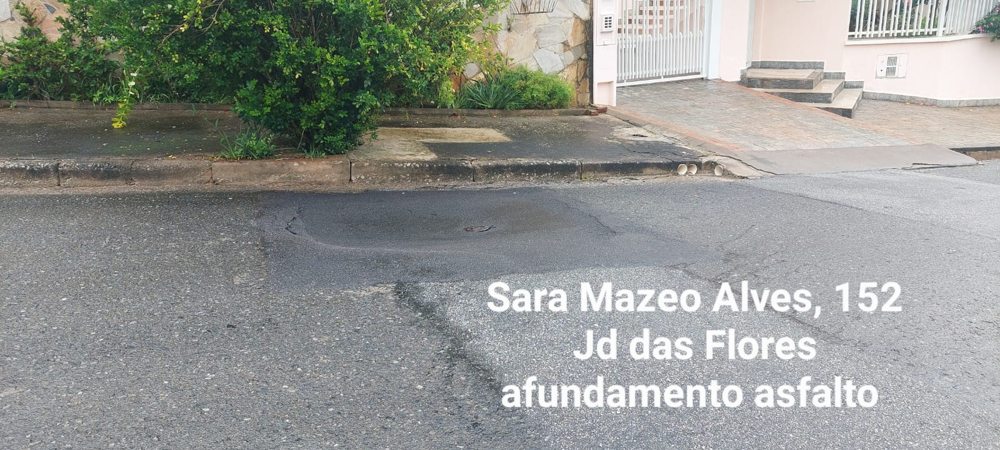 Sara Mazeo Alves, 152
Jd das Flores
afundamento asfalto